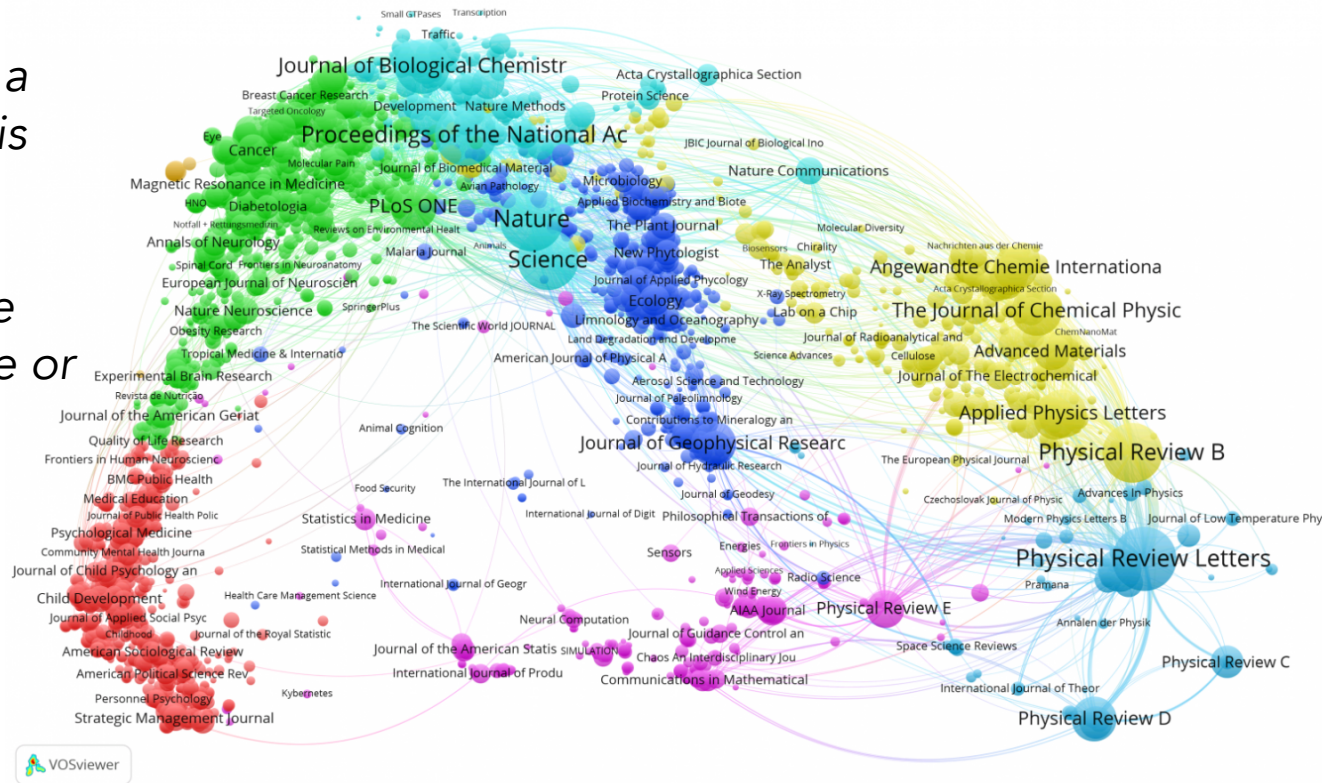 a
is
e
e or
Small GTPases
Transcription
Traffic
Journal of Biological Chemistr
Acta Crystallographica Section
Breast Cancer Research
Protein Science
Targeted Oncology
Development
Nature Methods
Eye
Proceedings of the National Ac
JBIC Journal of Biological Ino
Cancer
Molecular Pain
Journal of Biomedical Material
Nature Communications
Magnetic Resonance in Medicine
Avian Pathology
Microbiology
HNO
Diabetologia
PLoS ONE
Applied Biochemistry and Biote
Nature
Notfall + Rettungsmedizin
Reviews on Environmental Healt
The Plant Journal
Molecular Diversity
Annals of Neurology
Malaria Journal
Animals
New Phytologist
Biosensors
Chirality
Nachrichten aus der Chemie
Spinal Cord
Frontiers in Neuroanatomy
Science
The Analyst
Angewandte Chemie Internationa
European Journal of Neuroscien
Journal of Applied Phycology
Acta Crystallographica Section
Nature Neuroscience
SpringerPlus
Ecology
X-Ray Spectrometry
The Journal of Chemical Physic
Limnology and Oceanography
Lab on a Chip
Obesity Research
The Scientific World JOURNAL
Land Degradation and Developme
Journal of Radioanalytical and
ChemNanoMat
Tropical Medicine & Internatio
American Journal of Physical A
Science Advances
Cellulose
Advanced Materials
Experimental Brain Research
Aerosol Science and Technology
Journal of The Electrochemical
Revista de Nutrição
Journal of Paleolimnology
Journal of the American Geriat
Animal Cognition
Contributions to Mineralogy an
Applied Physics Letters
Quality of Life Research
Journal of Geophysical Researc
Frontiers in Human Neuroscienc
Journal of Hydraulic Research
The European Physical Journal
Physical Review B
BMC Public Health
Food Security
The International Journal of L
Journal of Geodesy
Czechoslovak Journal of Physic
Advances In Physics
Medical Education
Journal of Public Health Polic
Statistics in Medicine
International Journal of Digit
Philosophical Transactions of
Modern Physics Letters B
Journal of Low Temperature Phy
Psychological Medicine
Community Mental Health Journa
Statistical Methods in Medical
Sensors
Energies
Frontiers in Physics
Physical Review Letters
Journal of Child Psychology an
International Journal of Geogr
Applied Sciences
Radio Science
Pramana
Child Development
Health Care Management Science
Wind Energy
Journal of Applied Social Psyc
Neural Computation
AIAA Journal
Physical Review E
Annalen der Physik
Childhood
Journal of the Royal Statistic
Journal of Guidance Control an
American Sociological Review
Journal of the American Statis
SIMULATION
Chaos An Interdisciplinary Jou
Space Science Reviews
Physical Review C
American Political Science Rev
International Journal of Produ
Communications in Mathematical
International Journal of Theor
Personnel Psychology
Kybernetes
Strategic Management Journal
Physical Review D
VOSviewer